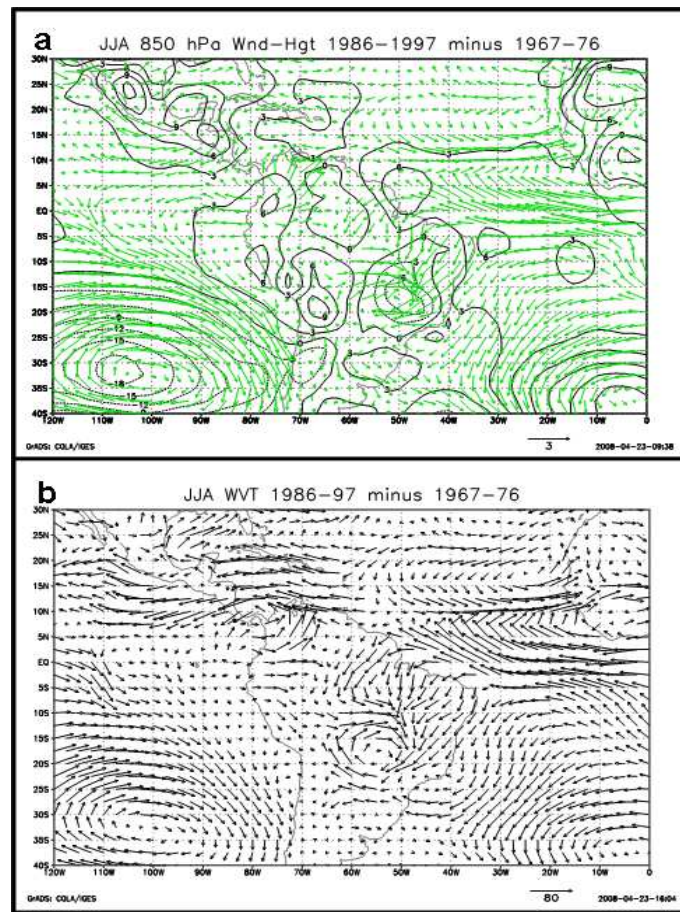 a
JJA 850 hPa Wnd-Hgt 1986-1997 minus 1967-76
30N
25N
20N
15N
10N
5N
EQ
5S
10S
15S
20S
25S
30S
35S
40S
120W 110W 100W 90W 80W 70W 60W 50W 40W 30W 20W 10W 0
GrADS: COLA/IGES
3
2008-04-23-09:38
b
JJA WVT 1986-97 minus 1967-76
30N
25N
20N
15N
10N
5N
EQ
5S
10S
15S
20S
25S
30S
35S
40S
120W 110W 100W 90W 80W 70W 60W 50W 40W 30W 20W 10W 0
GrADS: COLA/IGES
80
2008-04-23-16:04